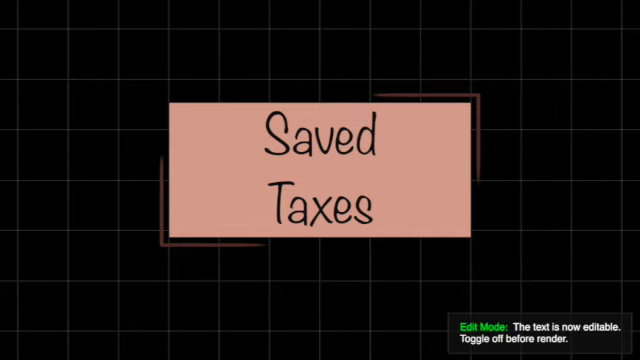 Saved
Taxes
Edit Mode: The text is now editable.
Toggle off before render.